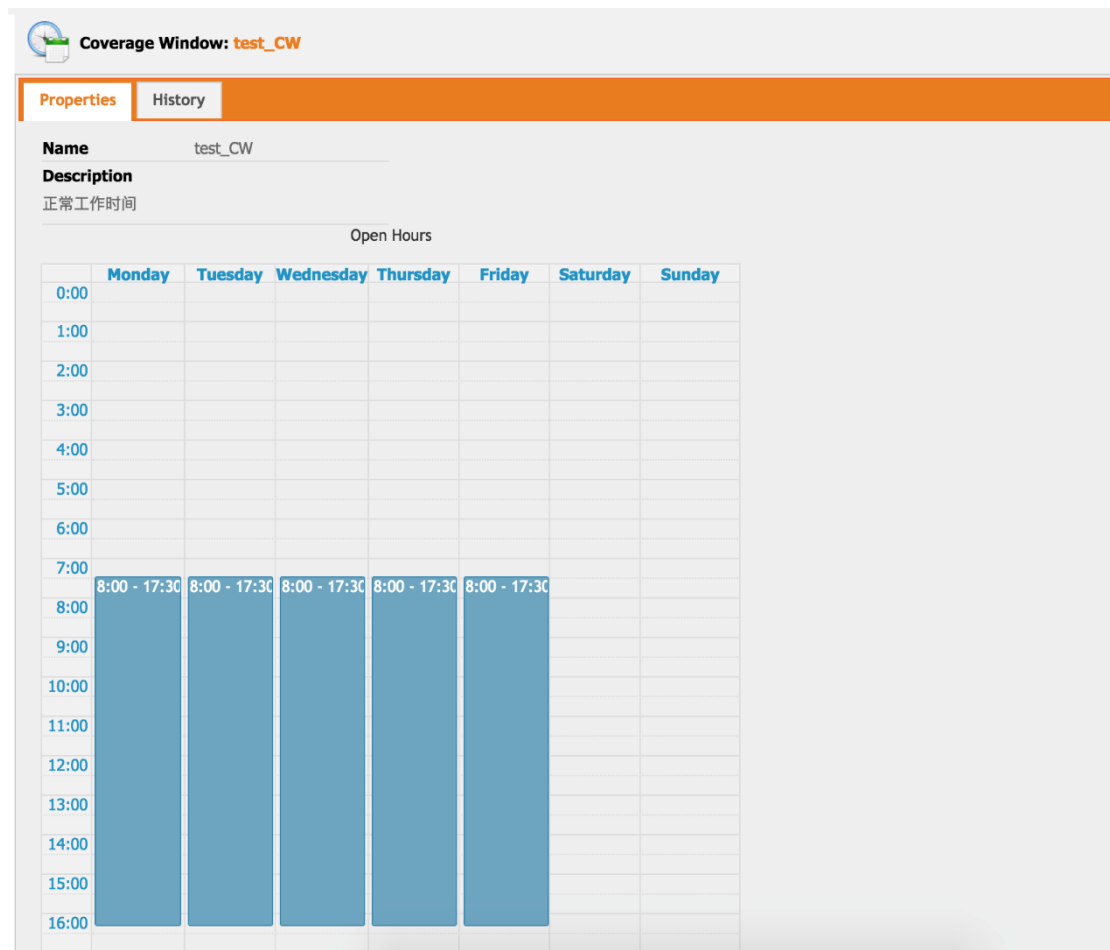 Coverage Window: test_CW
Properties History
Name test_CW
Description
正常工作时间
Open Hours
Monday Tuesday Wednesday Thursday Friday Saturday Sunday
0:00
1:00
2:00
3:00
4:00
5:00
6:00
7:00
8:00 - 17:30 8:00 - 17:30 8:00 - 17:30 8:00 - 17:30 8:00 - 17:30
8:00
9:00
10:00
11:00
12:00
13:00
14:00
15:00
16:00